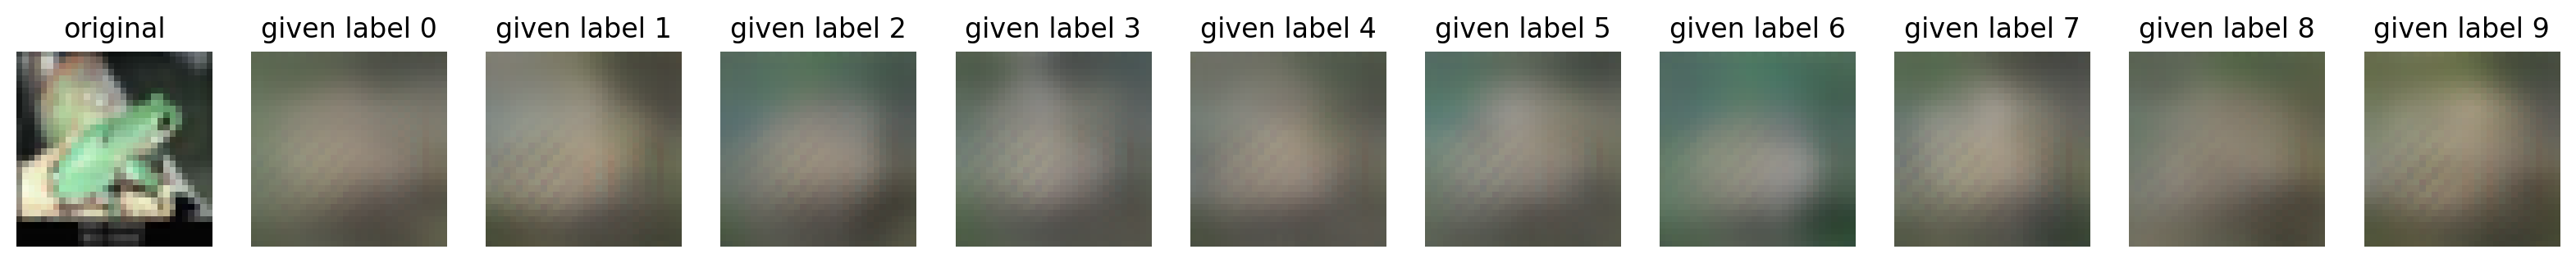 original
given label 0
given label 1
given label 2
given label 3
given label 4
given label 5
given label 6
given label 7
given label 8
given label 9